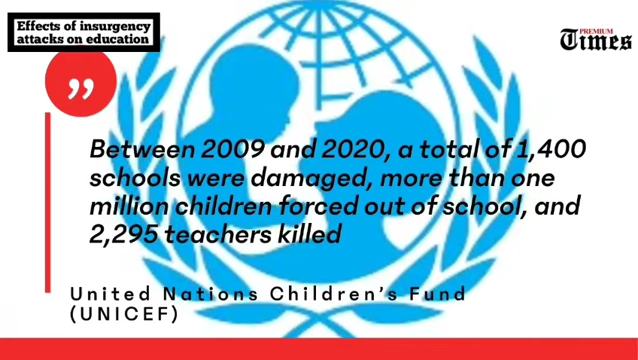 Effects of insurgency
attacks on education
PREMIUM
Times
”
Between 2009 and 2020, a total of 1,400
schools were damaged, more than one
million children forced out of school, and
2,295 teachers killed
United Nations Children's Fund
(UNICEF)